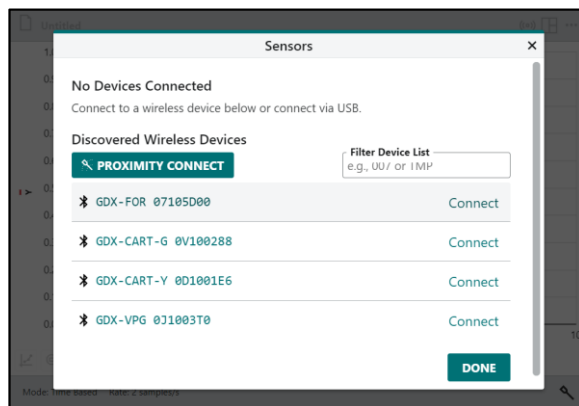 Untitled
Sensors
No Devices Connected
Connect to a wireless device below or connect via USB.
Discovered Wireless Devices
PROXIMITY CONNECT
Filter Device List
e.g., 007 or TMP
GDX-FOR 07105D00 Connect
GDX-CART-G 0V100288 Connect
GDX-CART-Y 0D1001E6 Connect
GDX-VPG 0J1003T0 Connect
DONE
Mode: Time Based Rate: 2 samples/s